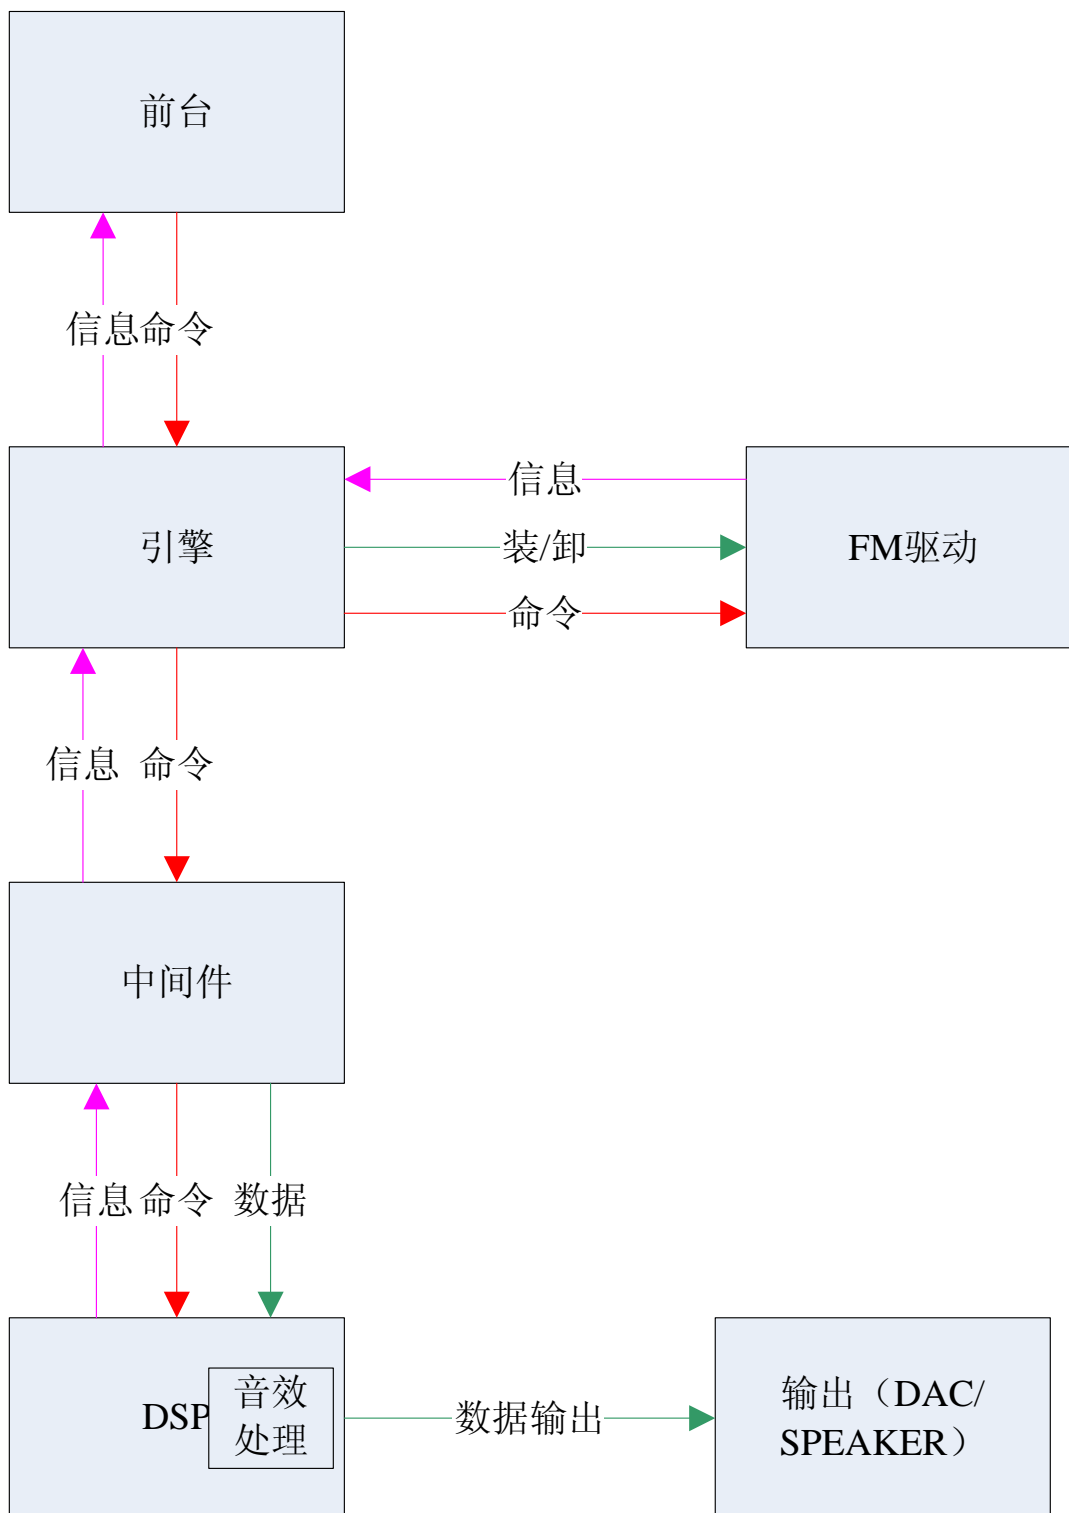 前台
信息 命令
信息
引擎
装/卸
FM驱动
命令
信息 命令
中间件
信息 命令 数据
DSP
音效
处理
数据输出
输出（DAC/
SPEAKER）